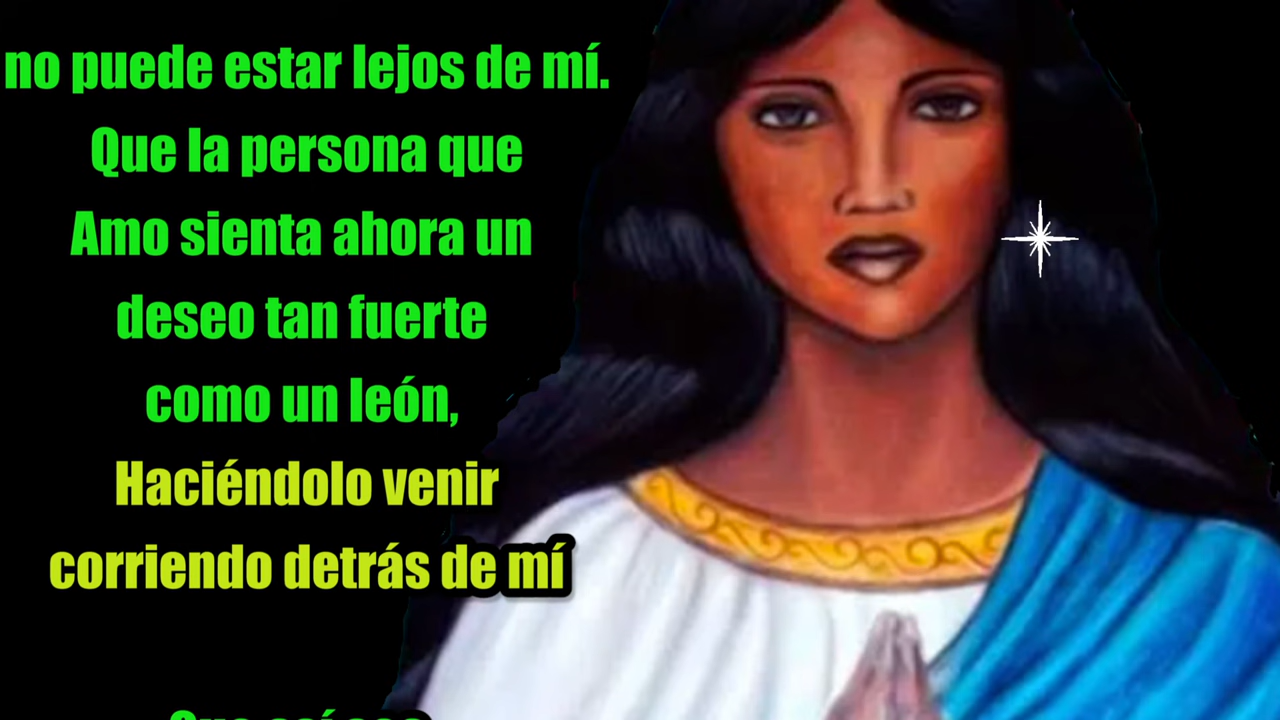 no puede estar lejos de mí.
Que la persona que
Amo sienta ahora un
deseo tan fuerte
como un león,
Haciéndolo venir
corriendo detrás de mí